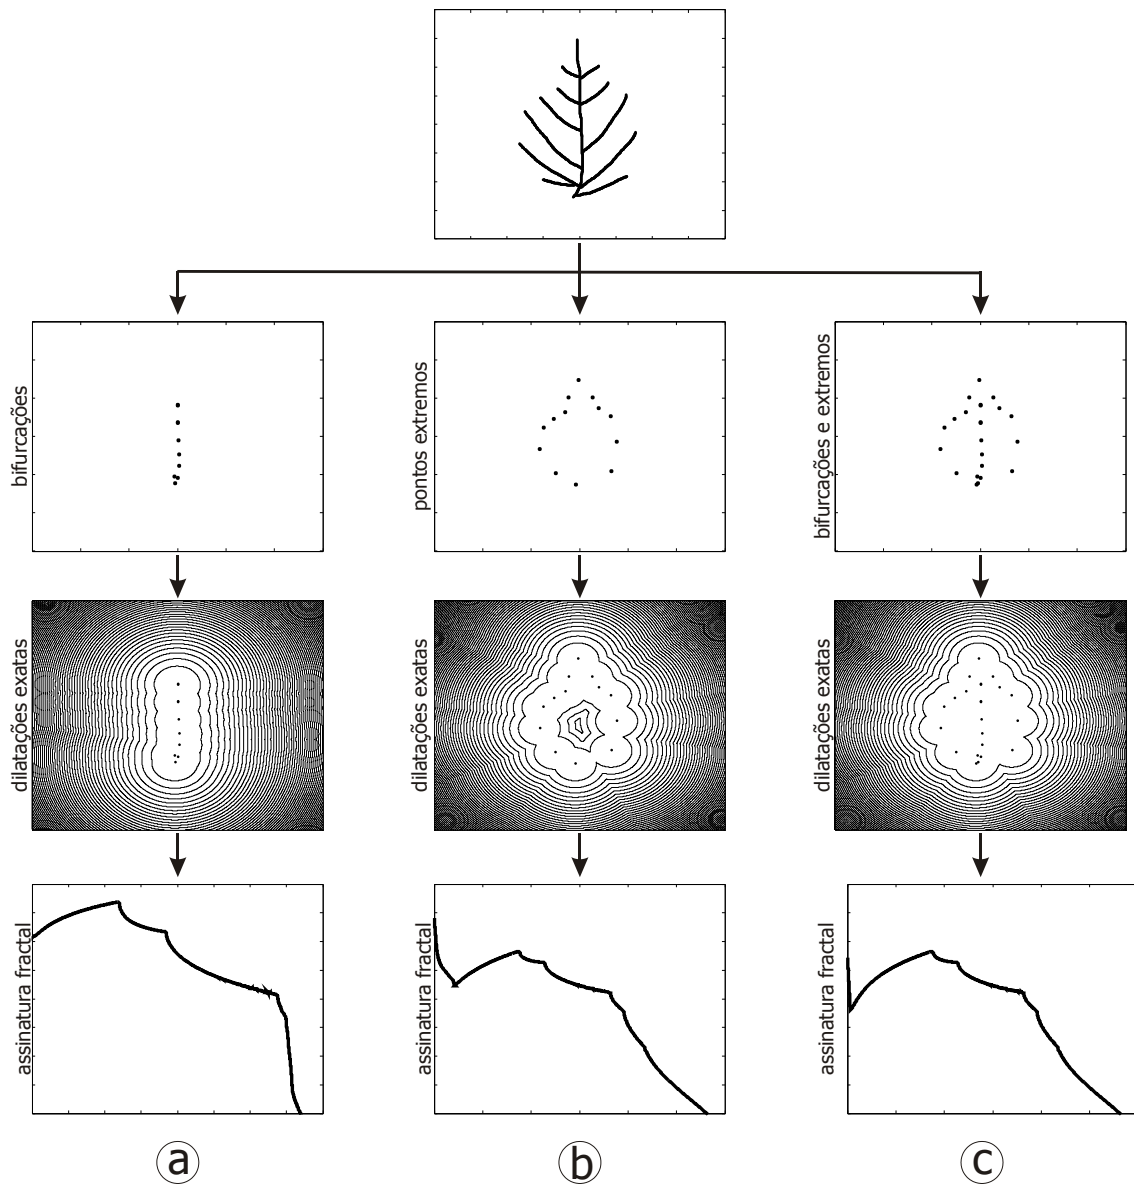 bifurcações
pontos extremos
bifurcações e extremos
dilatações exatas
dilatações exatas
dilatações exatas
assinatura fractal
assinatura fractal
assinatura fractal
a
b
c